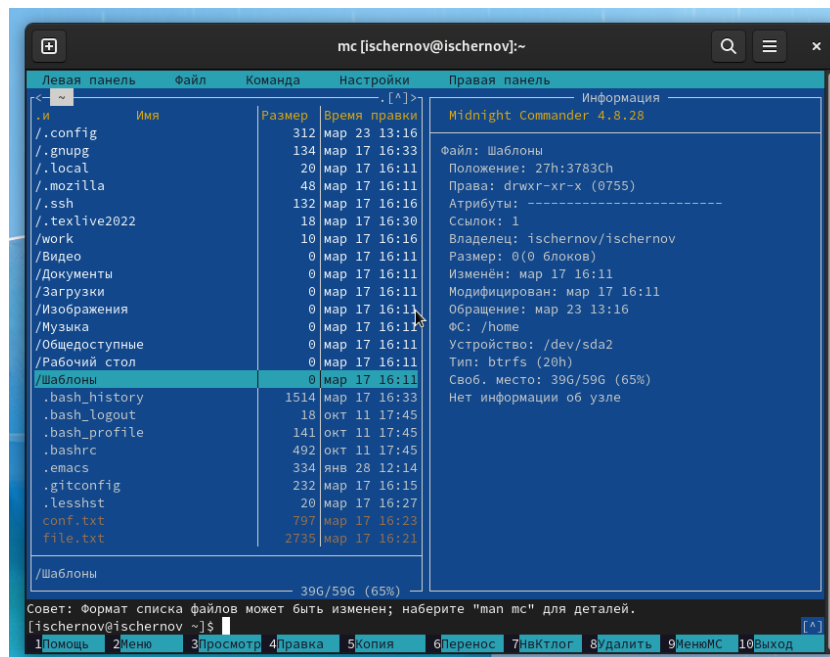 mc [ischernov@ischernov]:~
Левая панель Файл Команда Настройки Правая панель
<- ~ .[^]>
.и Имя Размер Время правки
/.config 312 мар 23 13:16
/.gnupg 134 мар 17 16:33
/.local 20 мар 17 16:11
/.mozilla 48 мар 17 16:11
/.ssh 132 мар 17 16:16
/.texlive2022 18 мар 17 16:30
/work 10 мар 17 16:16
/Видео 0 мар 17 16:11
/Документы 0 мар 17 16:11
/Загрузки 0 мар 17 16:11
/Изображения 0 мар 17 16:11
/Музыка 0 мар 17 16:11
/Общедоступные 0 мар 17 16:11
/Рабочий стол 0 мар 17 16:11
/Шаблоны 0 мар 17 16:11
.bash_history 1514 мар 17 16:33
.bash_logout 18 окт 11 17:45
.bash_profile 141 окт 11 17:45
.bashrc 492 окт 11 17:45
.emacs 334 янв 28 12:14
.gitconfig 232 мар 17 16:15
.lesshst 20 мар 17 16:27
conf.txt 797 мар 17 16:23
file.txt 2735 мар 17 16:21
/Шаблоны
39G/59G (65%)
Информация
Midnight Commander 4.8.28
Файл: Шаблоны
Положение: 27h:3783Ch
Права: drwxr-xr-x (0755)
Атрибуты: -------------------------
Ссылок: 1
Владелец: ischernov/ischernov
Размер: 0(0 блоков)
Изменён: мар 17 16:11
Модифицирован: мар 17 16:11
Обращение: мар 23 13:16
ФС: /home
Устройство: /dev/sda2
Тип: btrfs (20h)
Своб. место: 39G/59G (65%)
Нет информации об узле
Совет: Формат списка файлов может быть изменен; наберите "man mc" для деталей.
[ischernov@ischernov ~]$ [^]
1Помощь 2Меню 3Просмотр 4Правка 5Копия 6Перенос 7НвКтлог 8Удалить 9МенюMC 10Выход